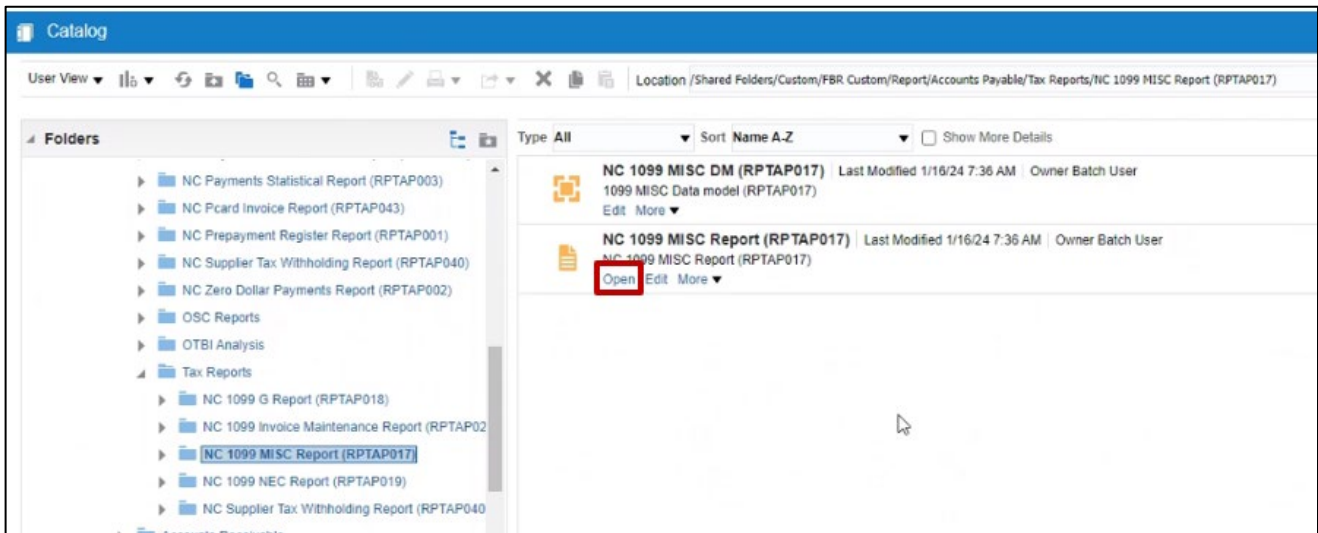 Catalog
User View
Location /Shared Folders/Custom/FBR Custom/Report/Accounts Payable/Tax Reports/NC 1099 MISC Report (RPTAP017)
Folders
NC Payments Statistical Report (RPTAP003)
NC Pcard Invoice Report (RPTAP043)
NC Prepayment Register Report (RPTAP001)
NC Supplier Tax Withholding Report (RPTAP040)
NC Zero Dollar Payments Report (RPTAP002)
OSC Reports
OTBI Analysis
Tax Reports
NC 1099 G Report (RPTAP018)
NC 1099 Invoice Maintenance Report (RPTAP02
NC 1099 MISC Report (RPTAP017)
NC 1099 NEC Report (RPTAP019)
NC Supplier Tax Withholding Report (RPTAP040
Type All Sort Name A-Z Show More Details
NC 1099 MISC DM (RPTAP017) Last Modified 1/16/24 7:36 AM Owner Batch User
1099 MISC Data model (RPTAP017)
Edit More
NC 1099 MISC Report (RPTAP017) Last Modified 1/16/24 7:36 AM Owner Batch User
NC 1099 MISC Report (RPTAP017)
Open Edit More